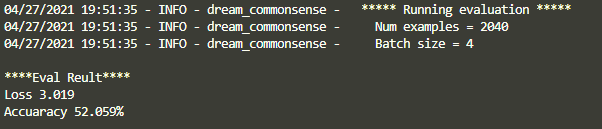 04/27/2021 19:51:35 - INFO - dream_commonsense -   ***** Running evaluation *****
04/27/2021 19:51:35 - INFO - dream_commonsense -     Num examples = 2040
04/27/2021 19:51:35 - INFO - dream_commonsense -     Batch size = 4
****Eval Reult****
Loss 3.019
Accuaracy 52.059%